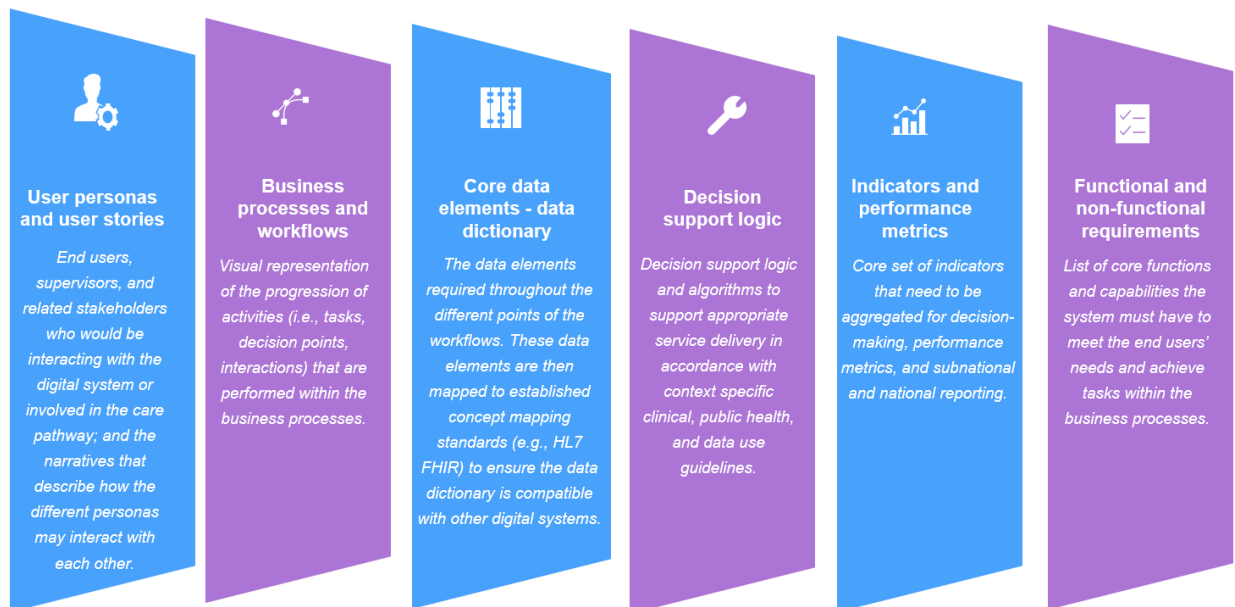 User personas
and user stories
End users,
supervisors, and
related stakeholders
who would be
interacting with the
digital system or
involved in the care
pathway; and the
narratives that
describe how the
different personas
may interact with
each other.
Business
processes and
workflows
Visual representation
of the progression of
activities (i.e., tasks,
decision points,
interactions) that are
performed within the
business processes.
Core data
elements - data
dictionary
The data elements
required throughout the
different points of the
workflows. These data
elements are then
mapped to established
concept mapping
standards (e.g., HL7
FHIR) to ensure the data
dictionary is compatible
with other digital systems.
Decision
support logic
Decision support logic
and algorithms to
support appropriate
service delivery in
accordance with
context specific
clinical, public health,
and data use
guidelines.
Indicators and
performance
metrics
Core set of indicators
that need to be
aggregated for decision-
making, performance
metrics, and subnational
and national reporting.
Functional and
non-functional
requirements
List of core functions
and capabilities the
system must have to
meet the end users’
needs and achieve
tasks within the
business processes.